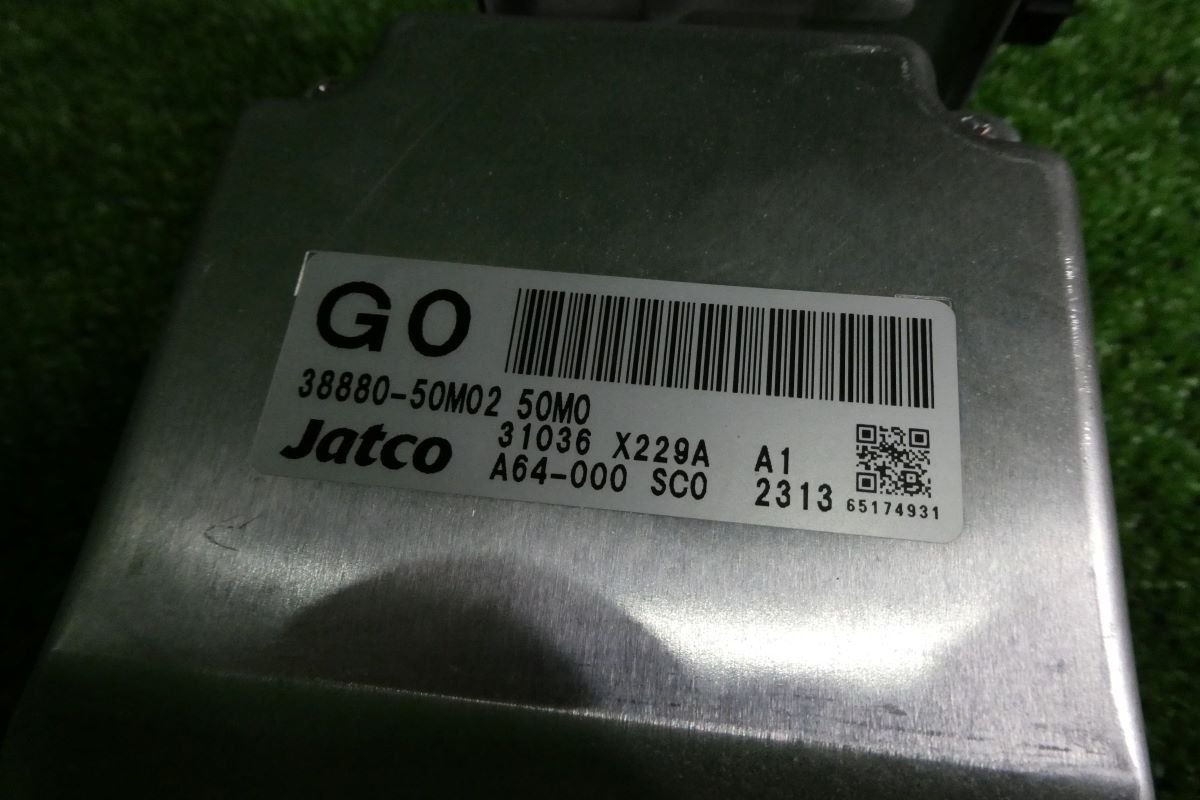 GO
38880-50M02 50M0
Jatco 31036 X229A A1
A64-000 SC0 2313 65174931